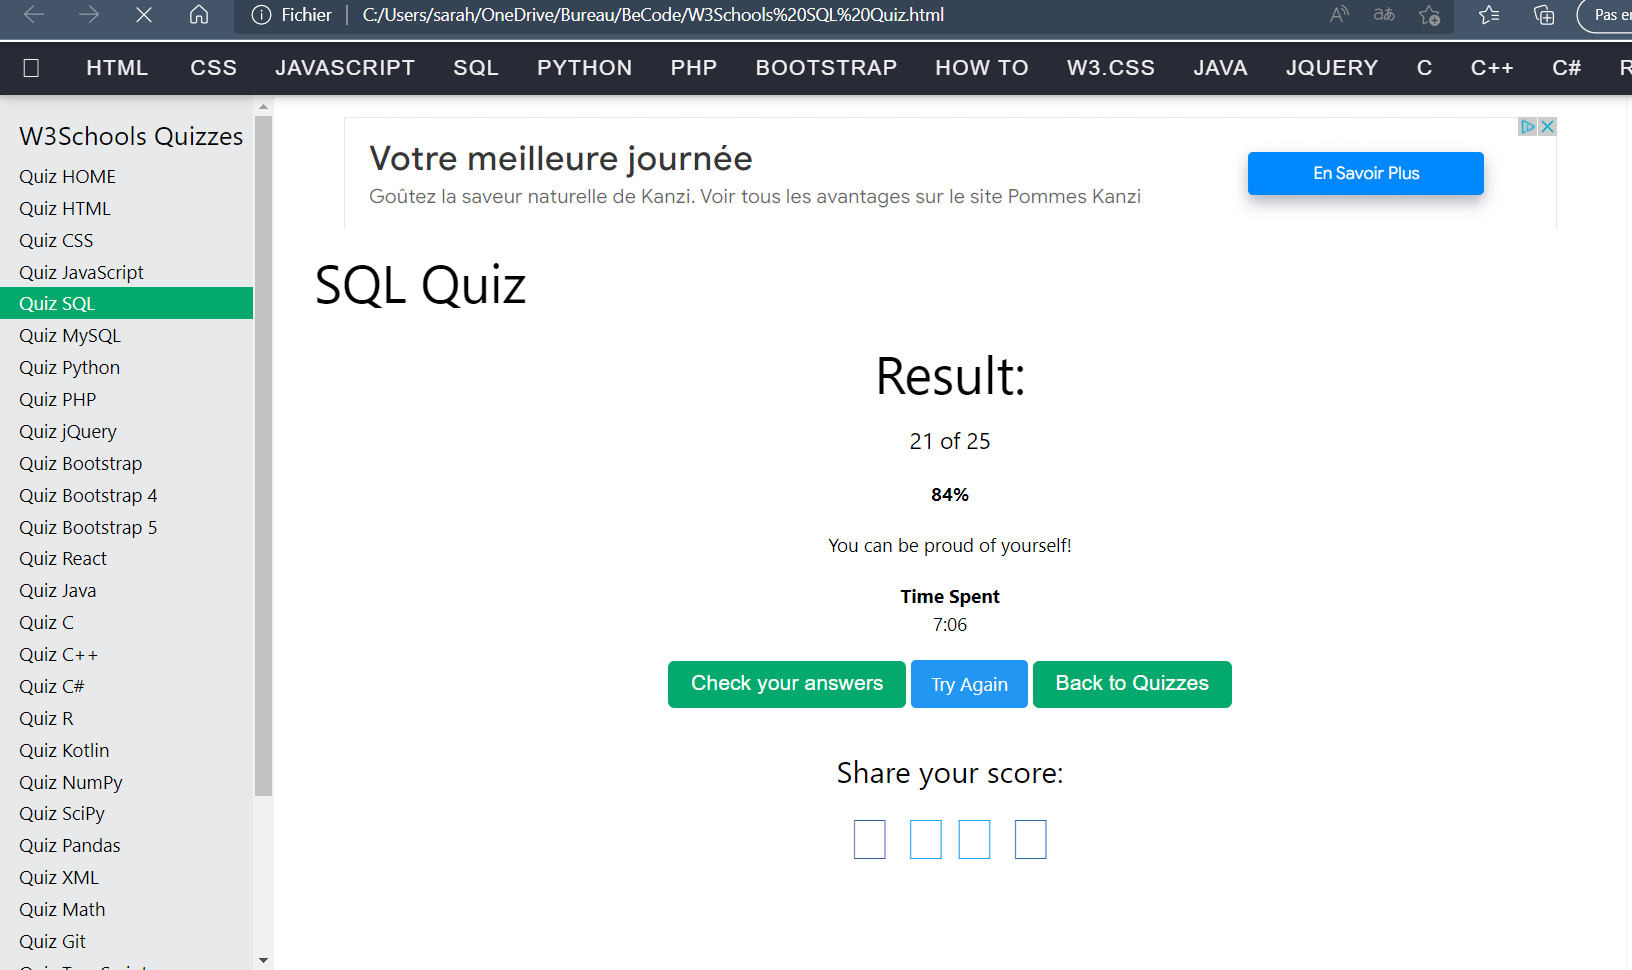 Fichier C:/Users/sarah/OneDrive/Bureau/BeCode/W3Schools%20SQL%20Quiz.html
Pas en
HTML CSS JAVASCRIPT SQL PYTHON PHP BOOTSTRAP HOW TO W3.CSS JAVA JQUERY C C++ C# R
W3Schools Quizzes
Quiz HOME
Quiz HTML
Quiz CSS
Quiz JavaScript
Quiz SQL
Quiz MySQL
Quiz Python
Quiz PHP
Quiz jQuery
Quiz Bootstrap
Quiz Bootstrap 4
Quiz Bootstrap 5
Quiz React
Quiz Java
Quiz C
Quiz C++
Quiz C#
Quiz R
Quiz Kotlin
Quiz NumPy
Quiz SciPy
Quiz Pandas
Quiz XML
Quiz Math
Quiz Git
Quiz TypeScript
Votre meilleure journée
Goûtez la saveur naturelle de Kanzi. Voir tous les avantages sur le site Pommes Kanzi
En Savoir Plus
SQL Quiz
Result:
21 of 25
84%
You can be proud of yourself!
Time Spent
7:06
Check your answers
Try Again
Back to Quizzes
Share your score: